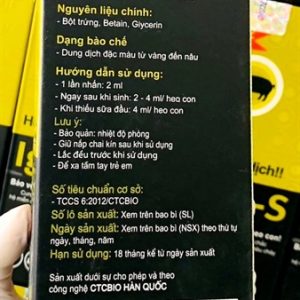 Nguyên liệu chính:
- Bột trứng, Betain, Glycerin
Dạng bào chế
- Dung dịch đặc màu từ vàng đến nâu
Hướng dẫn sử dụng:
- 1 lần nhấn: 2 ml
- Ngay sau khi sinh: 2 - 4 ml/ heo con
- Khi thiếu sữa đầu: 4 ml/ heo con
Lưu ý:
- Bảo quản: nhiệt độ phòng
- Giữ nắp chai kín sau khi sử dụng
- Lắc đều trước khi sử dụng
- Để xa tầm tay trẻ em
Số tiêu chuẩn cơ sở:
- TCCS 6.2012/CTCBIO
Số lô sản xuất: Xem trên bao bì (SL)
Ngày sản xuất: Xem trên bao bì (NSX) theo thứ tự
ngày, tháng, năm
Hạn sử dụng: 18 tháng kể từ ngày sản xuất
Sản xuất dưới sự cho phép và theo
công nghệ CTCBIO HÀN QUỐC
dịch!!
-S